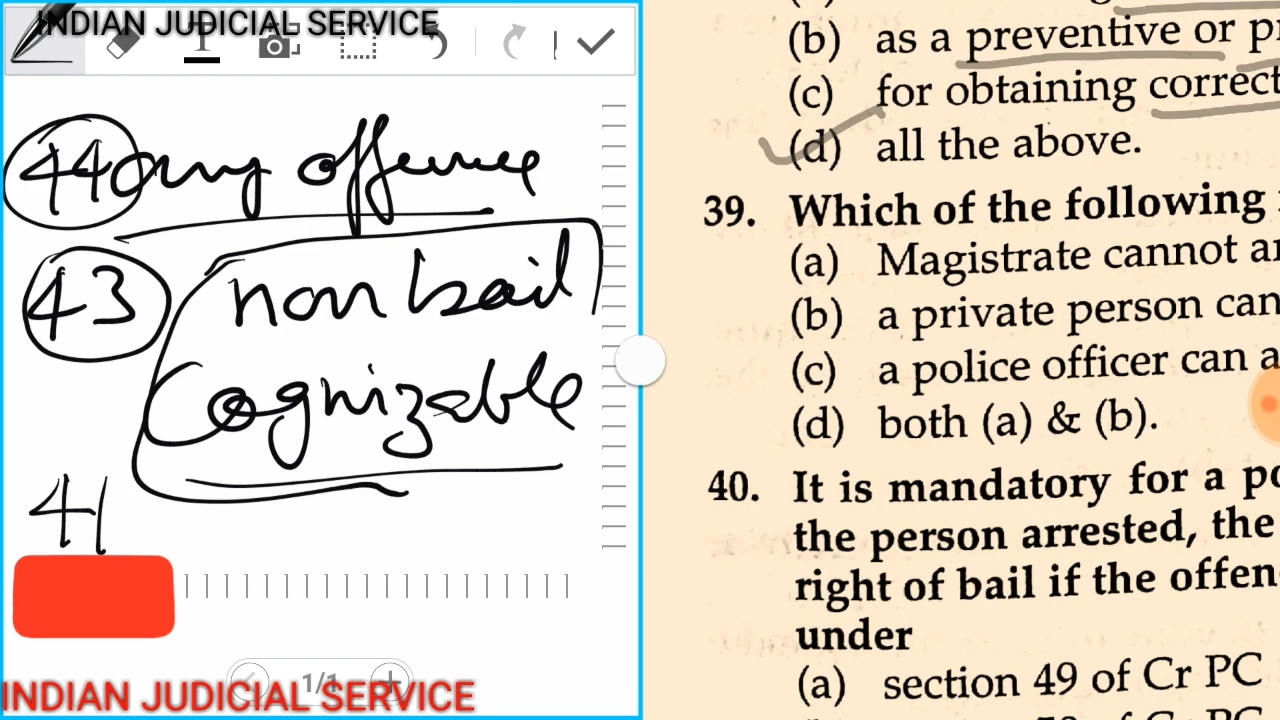 INDIAN JUDICIAL SERVICE
44 any offence
43 non bail
Cognizable
41
1/1
INDIAN JUDICIAL SERVICE
(b) as a preventive or
(c) for obtaining correct
(d) all the above.
39. Which of the following
(a) Magistrate cannot
(b) a private person can
(c) a police officer can
(d) both (a) & (b).
40. It is mandatory for a
the person arrested, the
right of bail if the
under
(a) section 49 of Cr PC